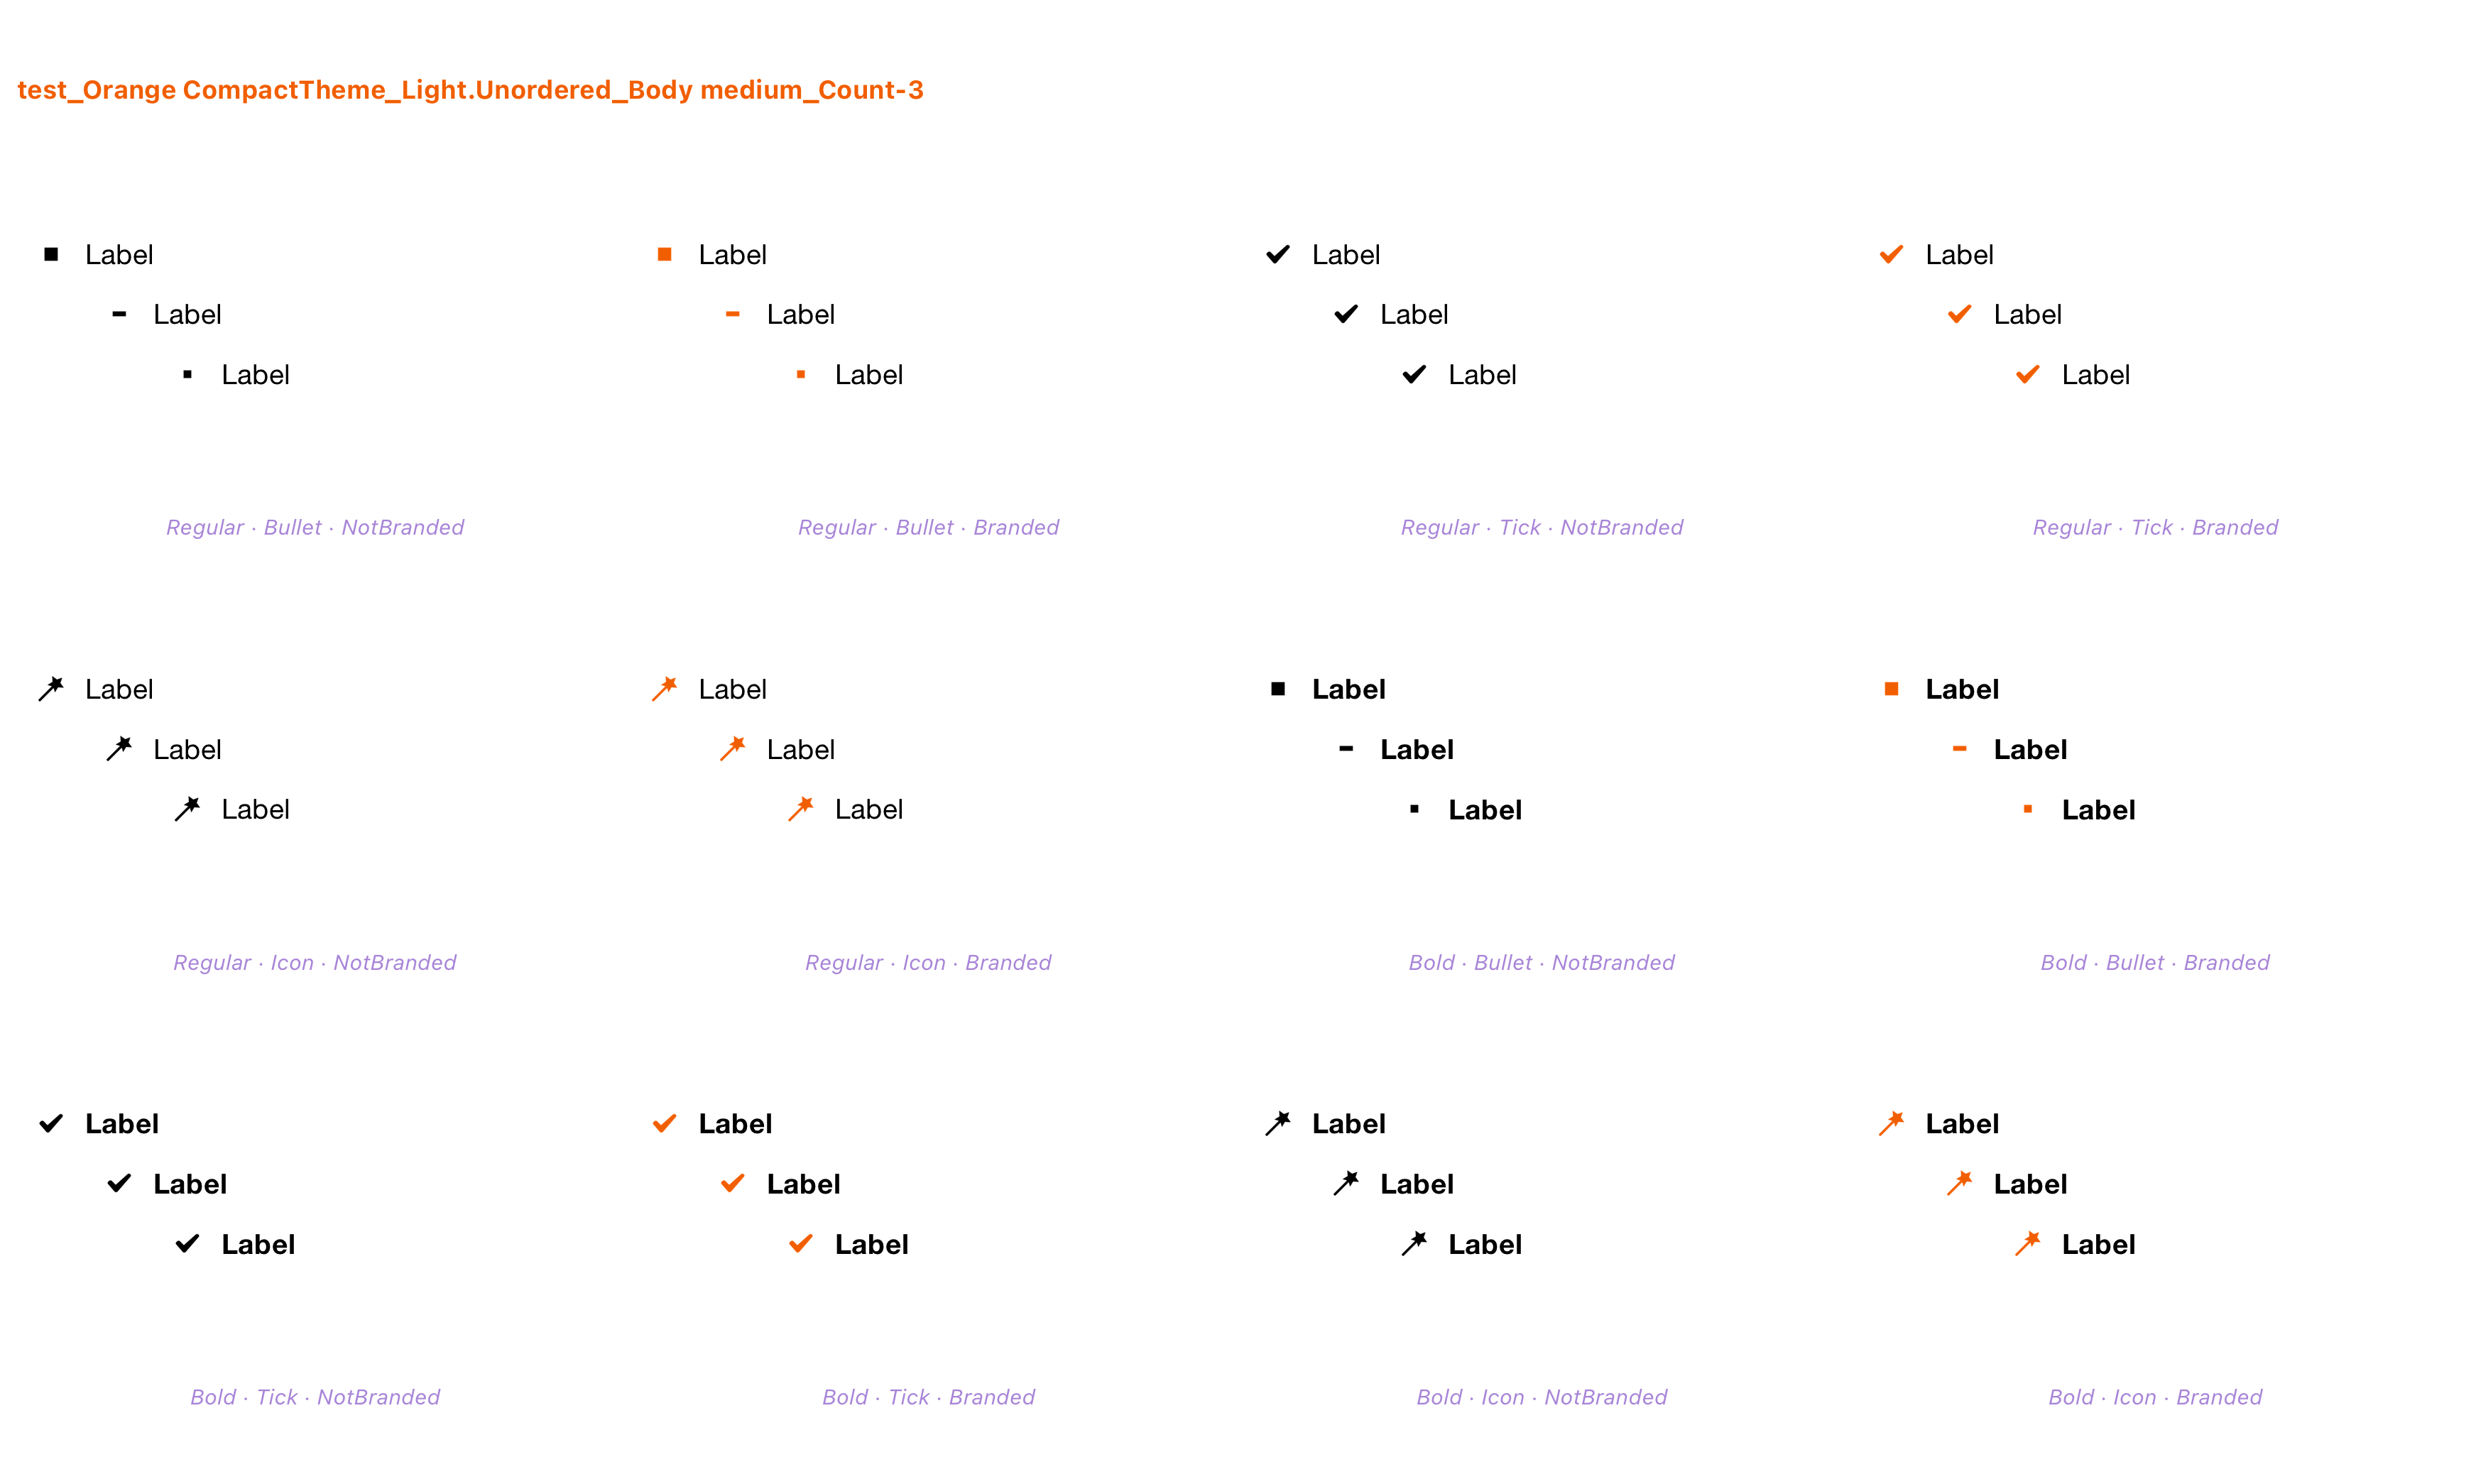 test_Orange CompactTheme_Light.Unordered_Body medium_Count-3
Label
Label
Label
Regular · Bullet · NotBranded
Label
Label
Label
Regular · Bullet · Branded
Label
Label
Label
Regular · Tick · NotBranded
Label
Label
Label
Regular · Tick · Branded
Label
Label
Label
Regular · Icon · NotBranded
Label
Label
Label
Regular · Icon · Branded
Label
Label
Label
Bold · Bullet · NotBranded
Label
Label
Label
Bold · Bullet · Branded
Label
Label
Label
Bold · Tick · NotBranded
Label
Label
Label
Bold · Tick · Branded
Label
Label
Label
Bold · Icon · NotBranded
Label
Label
Label
Bold · Icon · Branded